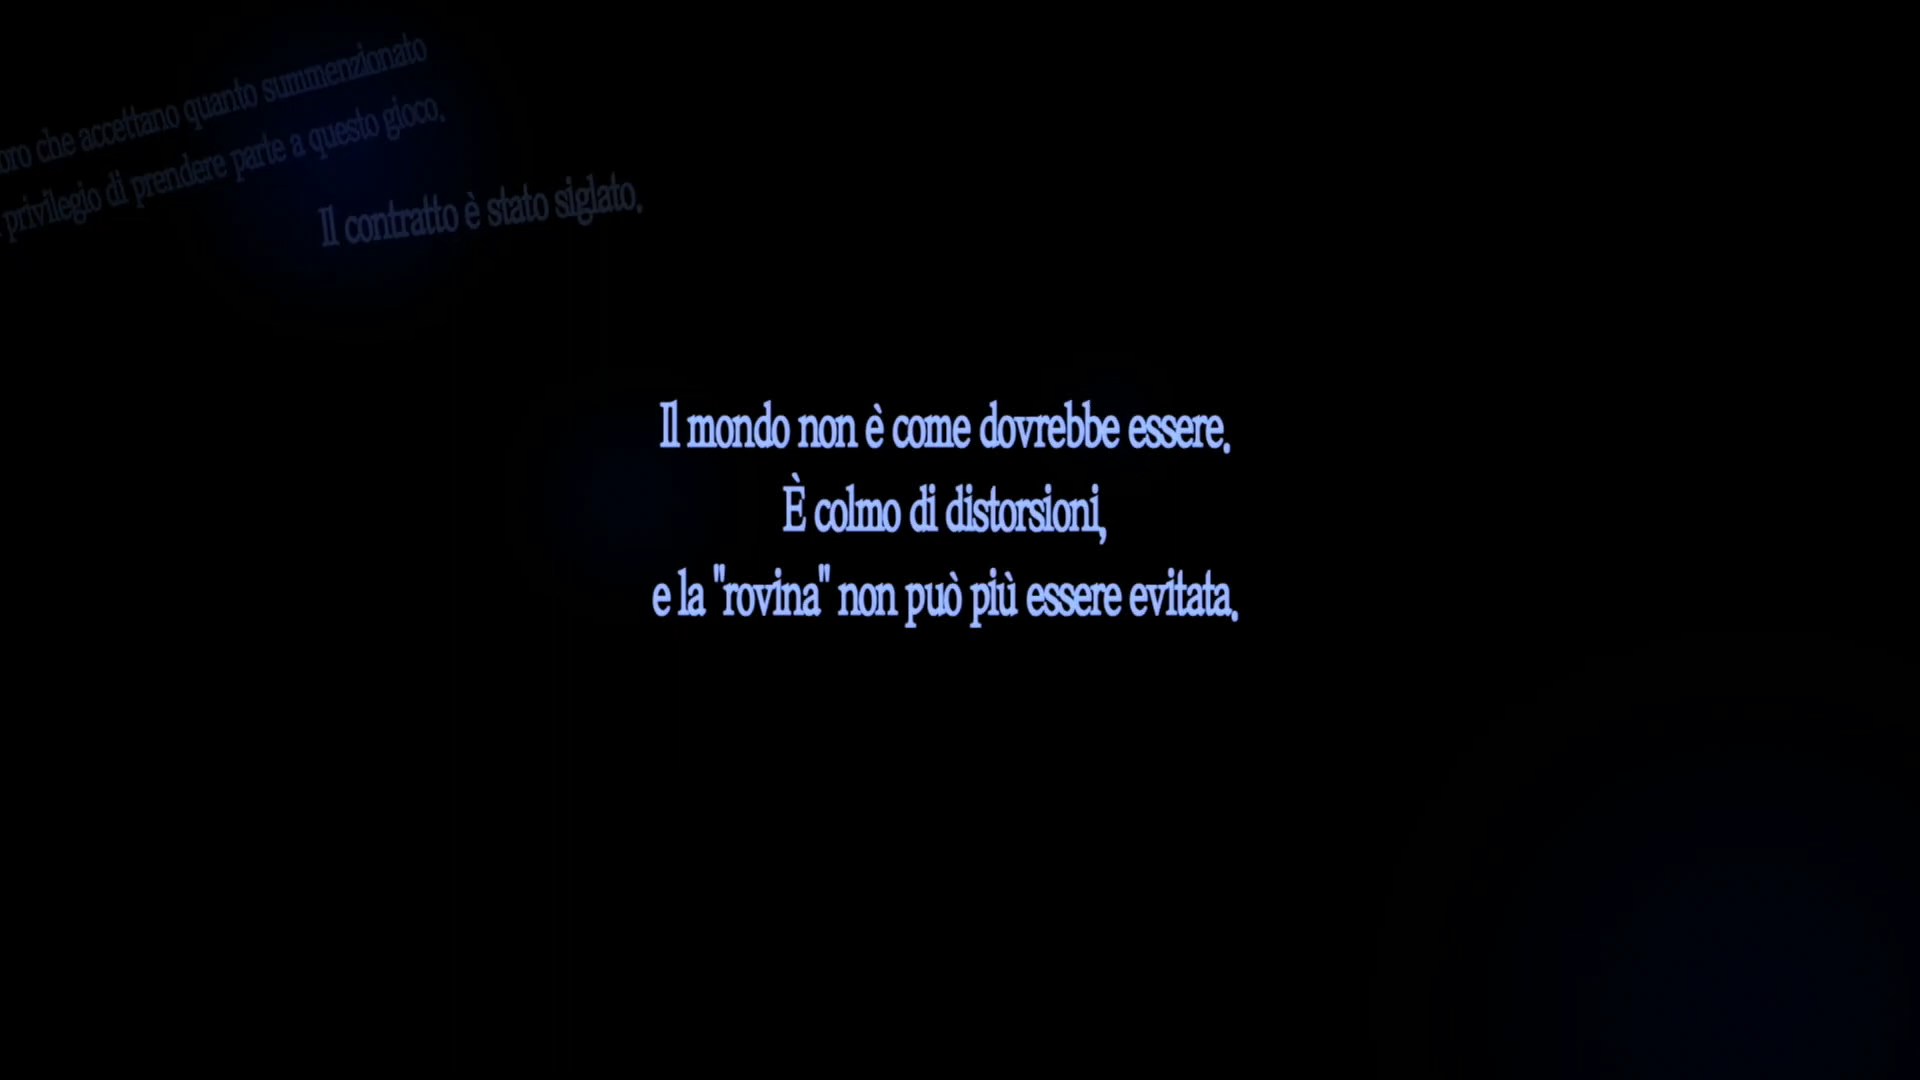 oro che accettano quanto summenzionato
privilegio di prendere parte a questo gioco.
Il contratto è stato siglato.
Il mondo non è come dovrebbe essere.
È colmo di distorsioni,
e la "rovina" non può più essere evitata.